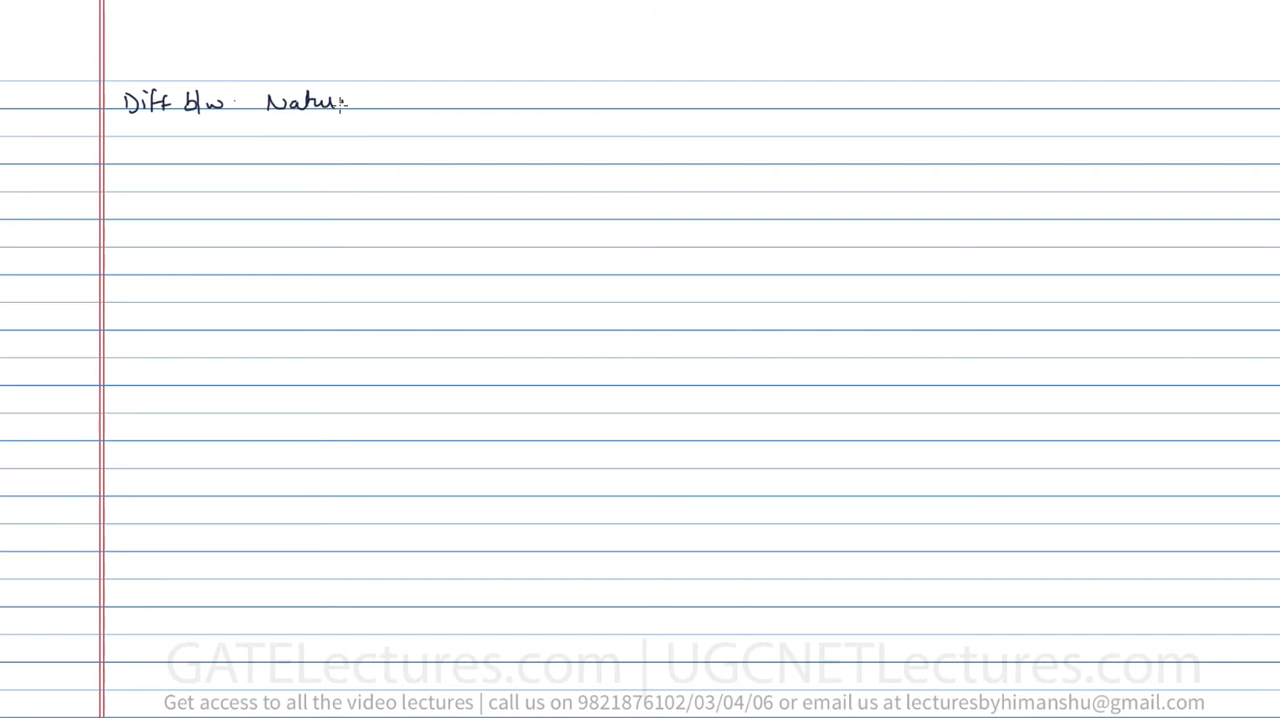 Diff b/w Natu
GATELectures.com | UGCNETLectures.com
Get access to all the video lectures | call us on 9821876102/03/04/06 or email us at lecturesbyhimanshu@gmail.com